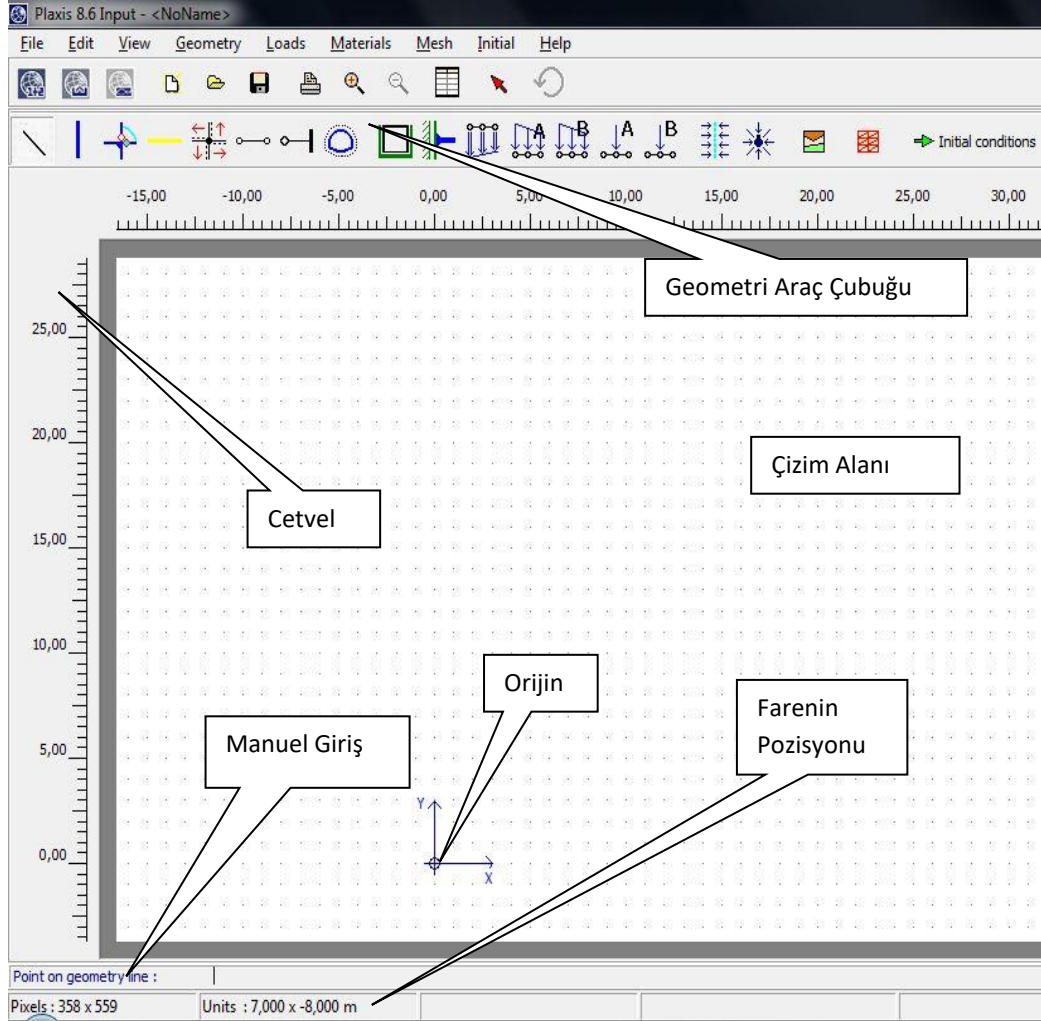 Plaxis 8.6 Input - <NoName>
File Edit View Geometry Loads Materials Mesh Initial Help
A B A B Initial conditions
-15,00 -10,00 -5,00 0,00 5,00 10,00 15,00 20,00 25,00 30,00
Geometri Araç Çubuğu
25,00
20,00
Çizim Alanı
Cetvel
15,00
10,00
Orijin
Farenin
Pozisyonu
Manuel Giriş
5,00
Y
0,00
X
Point on geometry line :
Pixels : 358 x 559 Units : 7,000 x -8,000 m